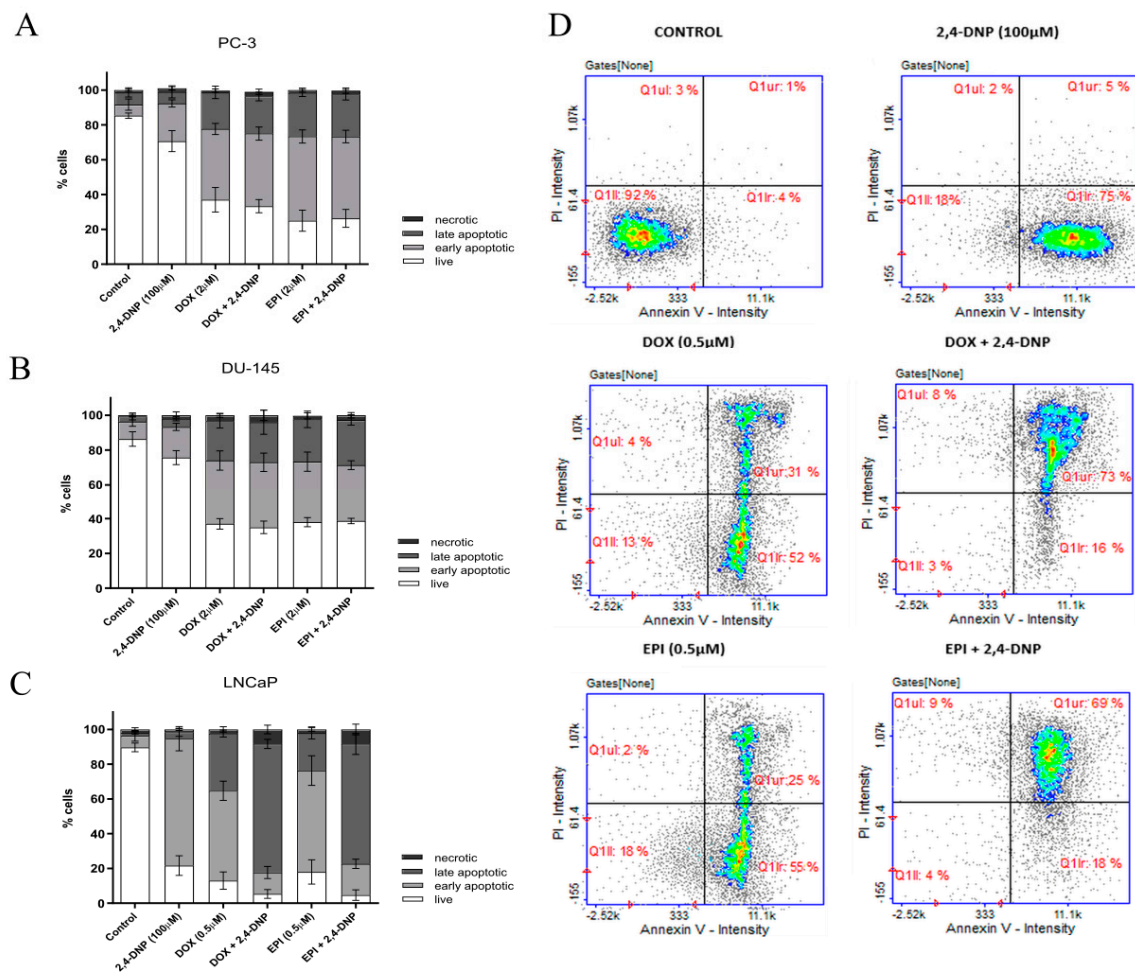 A
PC-3
% cells
100
80
60
40
20
0
Control
2,4-DNP (100μM)
DOX (2μM)
DOX + 2,4-DNP
EPI (2μM)
EPI + 2,4-DNP
necrotic
late apoptotic
early apoptotic
live
B
DU-145
% cells
100
80
60
40
20
0
Control
2,4-DNP (100μM)
DOX (2μM)
DOX + 2,4-DNP
EPI (2μM)
EPI + 2,4-DNP
necrotic
late apoptotic
early apoptotic
live
C
LNCaP
% cells
100
80
60
40
20
0
Control
2,4-DNP (100μM)
DOX (0.5μM)
DOX + 2,4-DNP
EPI (0.5μM)
EPI + 2,4-DNP
necrotic
late apoptotic
early apoptotic
live
D
CONTROL
Gates[None]
Q1ul: 3 %
Q1ur: 1%
Q1ll: 92 %
Q1lr: 4 %
PI - Intensity
1.07k
61.4
-155
-2.52k 333 11.1k
Annexin V - Intensity
2,4-DNP (100μM)
Gates[None]
Q1ul: 2 %
Q1ur: 5 %
Q1ll: 18%
Q1lr: 75 %
PI - Intensity
1.07k
61.4
-155
-2.52k 333 11.1k
Annexin V - Intensity
DOX (0.5μM)
Gates[None]
Q1ul: 4 %
Q1ur: 31 %
Q1ll: 13 %
Q1lr: 52 %
PI - Intensity
1.07k
61.4
-155
-2.52k 333 11.1k
Annexin V - Intensity
DOX + 2,4-DNP
Gates[None]
Q1ul: 8 %
Q1ur: 73 %
Q1lr: 16 %
Q1ll: 3 %
PI - Intensity
1.07k
61.4
-155
-2.52k 333 11.1k
Annexin V - Intensity
EPI (0.5μM)
Gates[None]
Q1ul: 2 %
Q1ur: 25 %
Q1ll: 18 %
Q1lr: 55 %
PI - Intensity
1.07k
61.4
-155
-2.52k 333 11.1k
Annexin V - Intensity
EPI + 2,4-DNP
Gates[None]
Q1ul: 9 %
Q1ur: 69 %
Q1lr: 18 %
Q1ll: 4 %
PI - Intensity
1.07k
61.4
-155
-2.52k 333 11.1k
Annexin V - Intensity